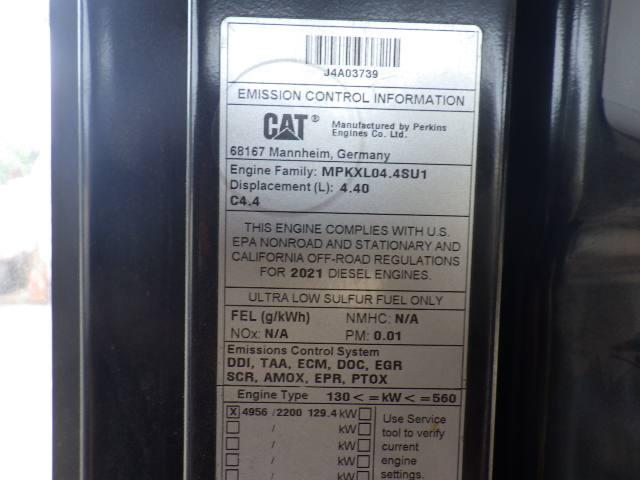 J4A03739
EMISSION CONTROL INFORMATION
CAT® Manufactured by Perkins
Engines Co. Ltd.
68167 Mannheim, Germany
Engine Family: MPKXL04.4SU1
Displacement (L): 4.40
C4.4
THIS ENGINE COMPLIES WITH U.S.
EPA NONROAD AND STATIONARY AND
CALIFORNIA OFF-ROAD REGULATIONS
FOR 2021 DIESEL ENGINES.
ULTRA LOW SULFUR FUEL ONLY
FEL (g/kWh) NMHC: N/A
NOx: N/A PM: 0.01
Emissions Control System
DDI, TAA, ECM, DOC, EGR
SCR, AMOX, EPR, PTOX
Engine Type 130 < =kW < =560
X 4956 /2200 129.4 kW
/ kW
/ kW
/ kW
/ kW
Use Service
tool to verify
current
engine
settings.